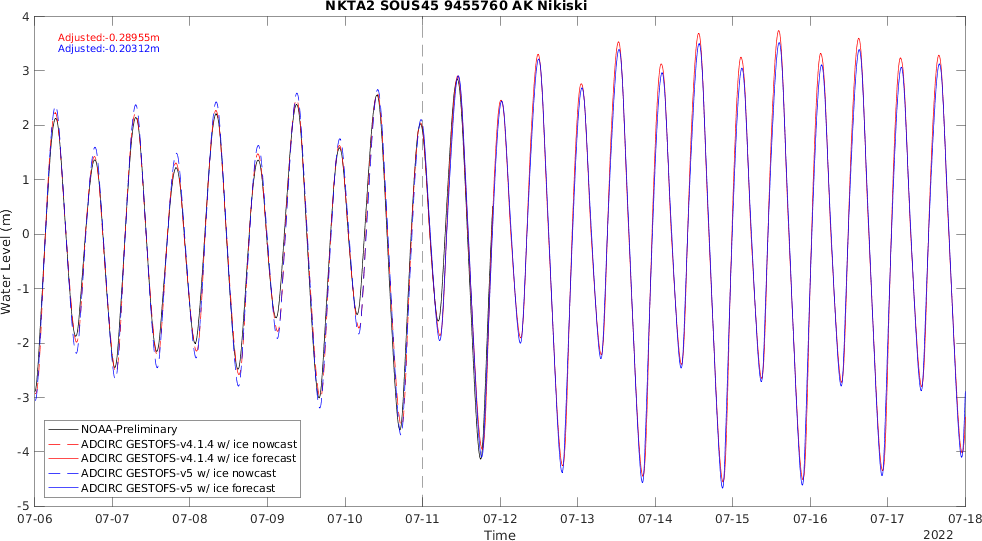 NKTA2 SOUS45 9455760 AK Nikiski
Adjusted:-0.28955m
Adjusted:-0.20312m
4
3
2
1
0
-1
-2
-3
-4
-5
Water Level (m)
NOAA-Preliminary
ADCIRC GESTOFS-v4.1.4 w/ ice nowcast
ADCIRC GESTOFS-v4.1.4 w/ ice forecast
ADCIRC GESTOFS-v5 w/ ice nowcast
ADCIRC GESTOFS-v5 w/ ice forecast
07-06 07-07 07-08 07-09 07-10 07-11 07-12 07-13 07-14 07-15 07-16 07-17 07-18
Time
2022